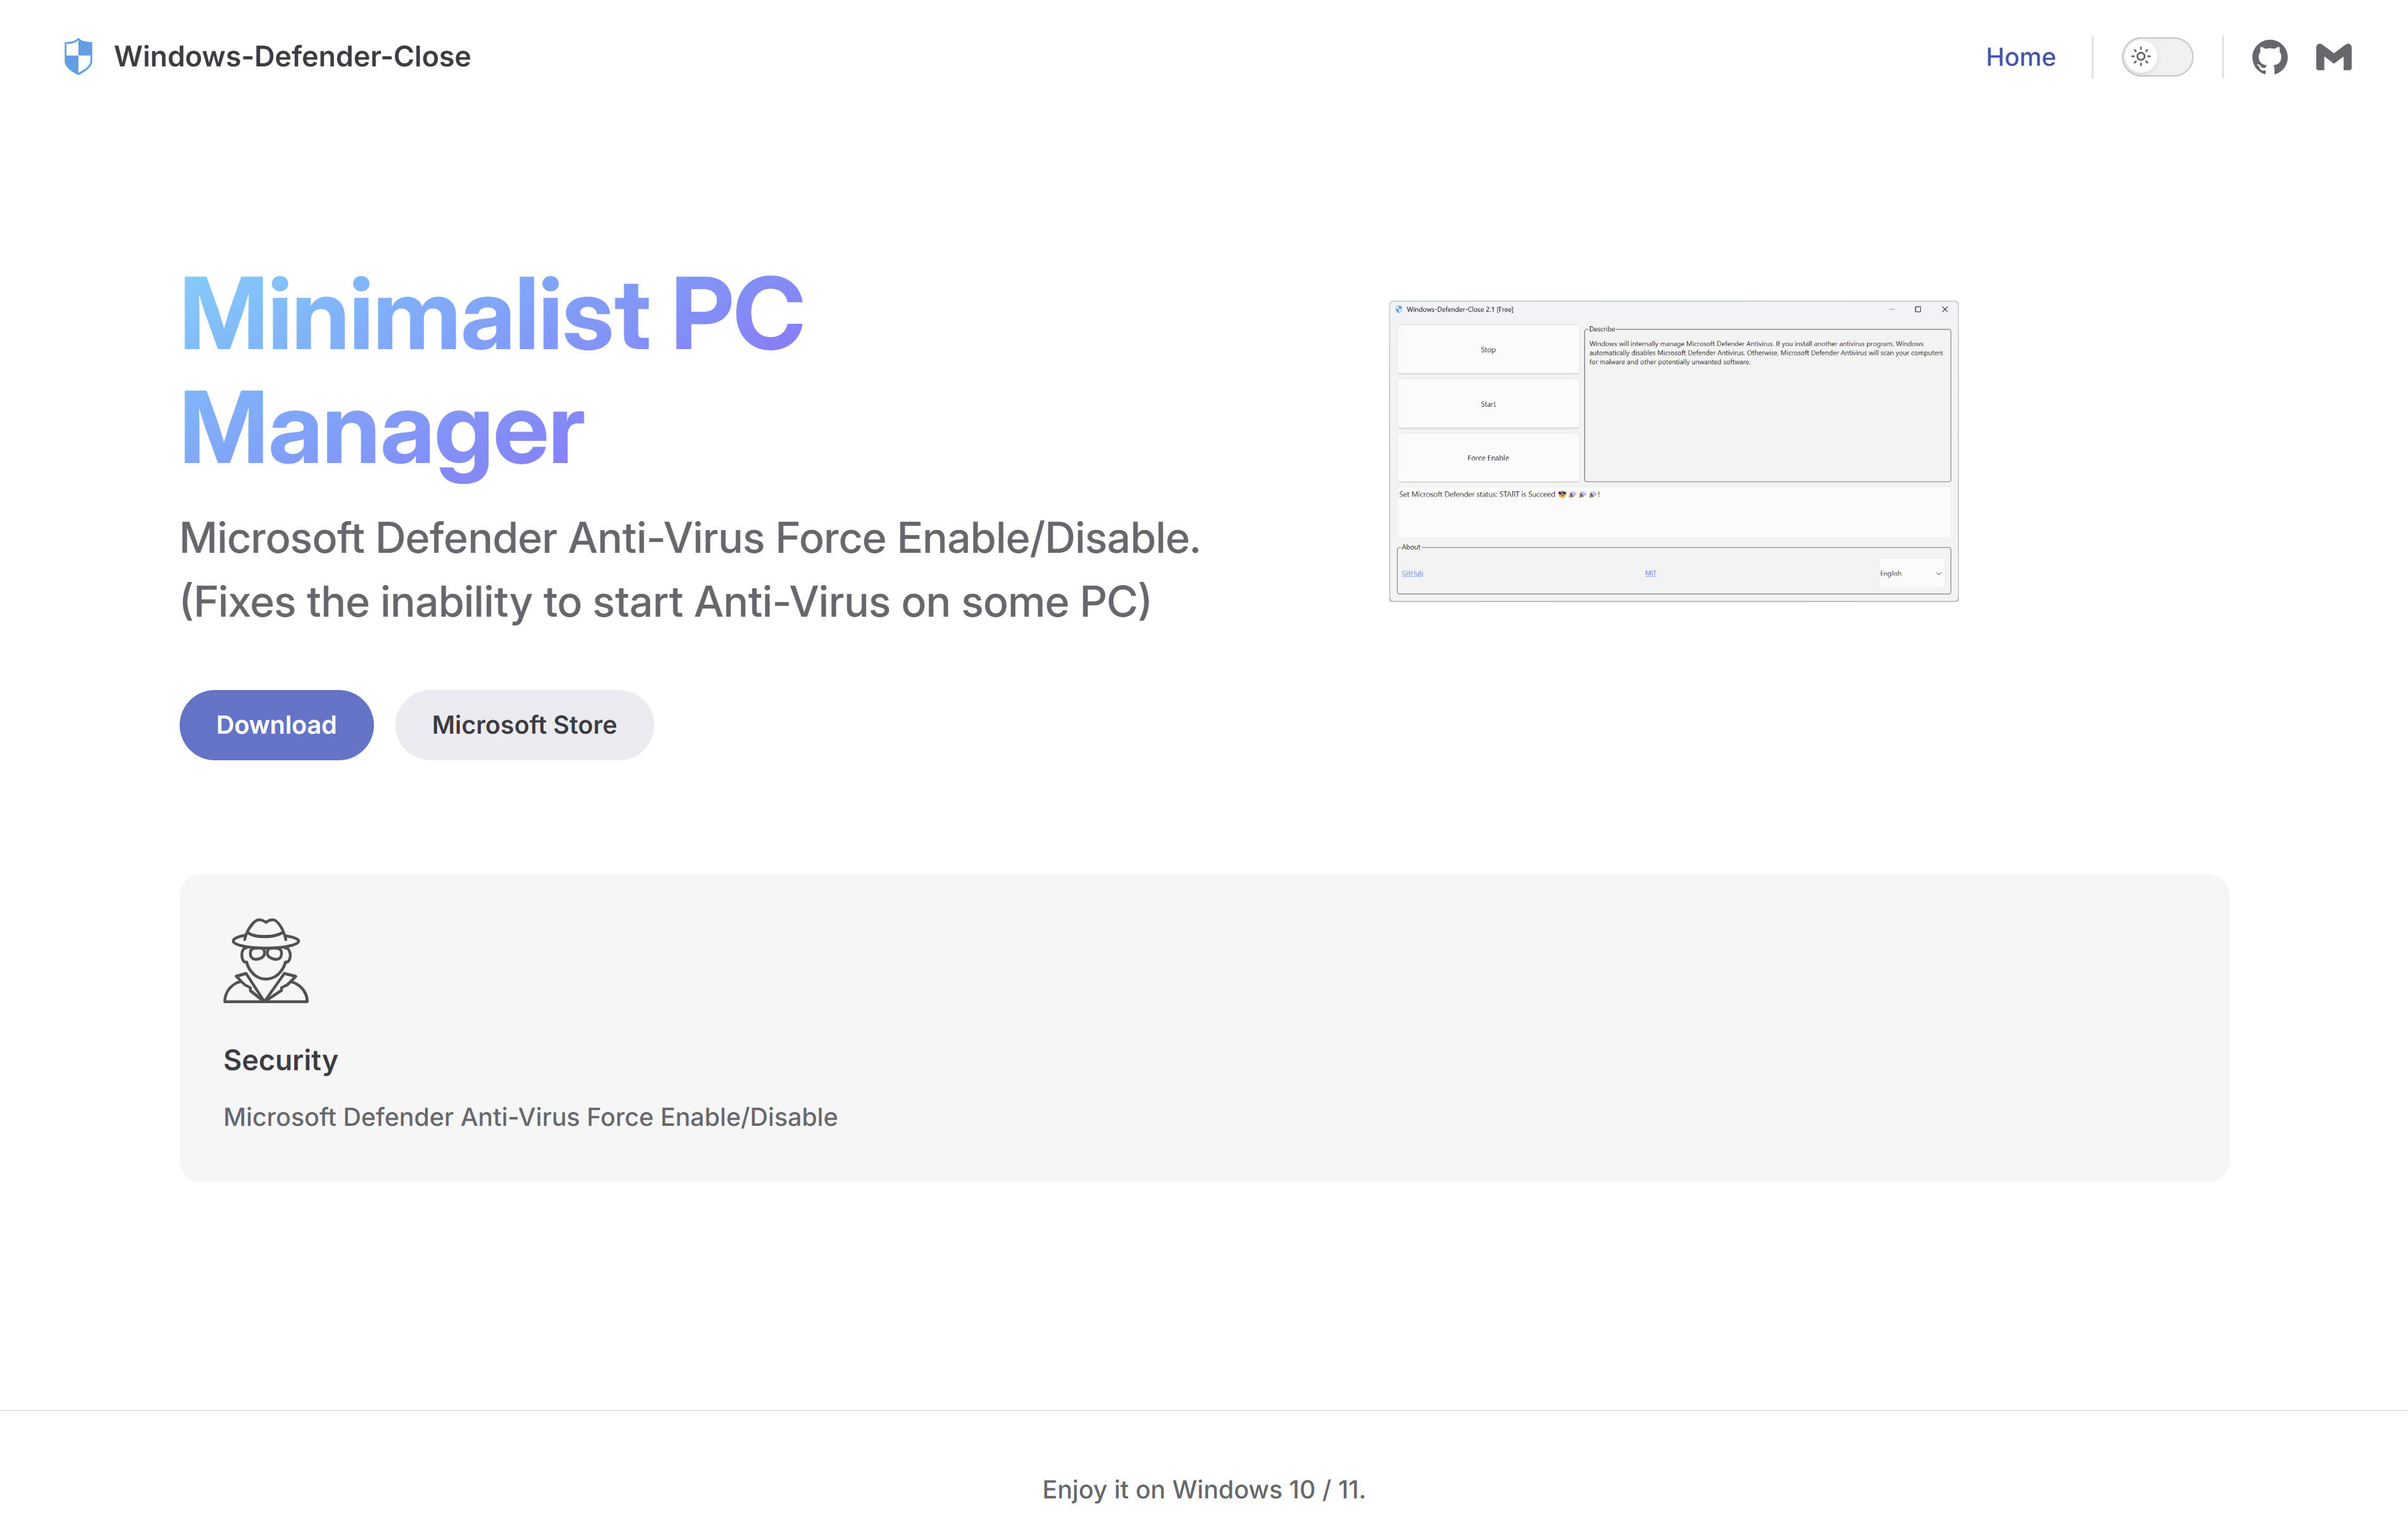 Windows-Defender-Close
Home
Minimalist PC
Manager
Microsoft Defender Anti-Virus Force Enable/Disable.
(Fixes the inability to start Anti-Virus on some PC)
Download
Microsoft Store
Windows-Defender-Close 2.1 [Free]
Stop
Start
Force Enable
Describe
Windows will internally manage Microsoft Defender Antivirus. If you install another antivirus program, Windows
automatically disables Microsoft Defender Antivirus. Otherwise, Microsoft Defender Antivirus will scan your computers
for malware and other potentially unwanted software.
Set Microsoft Defender status: START is Succeed 😎 🎉 🎉 🎉 !
About
GitHub
MIT
English
Security
Microsoft Defender Anti-Virus Force Enable/Disable
Enjoy it on Windows 10 / 11.